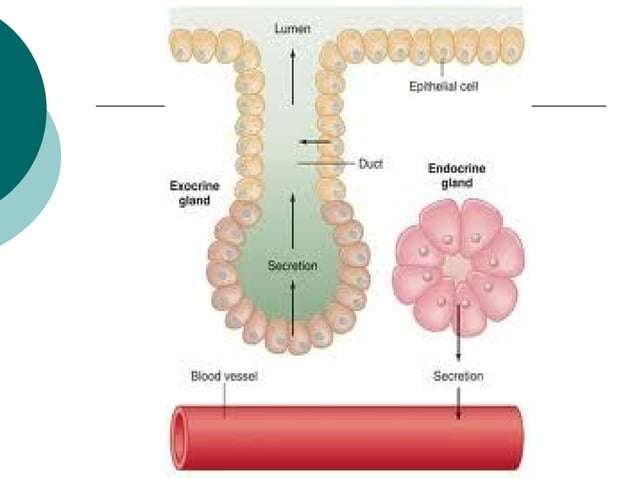 Lumen
Epithelial cell
Duct
Endocrine
gland
Exocrine
gland
Secretion
Blood vessel
Secretion